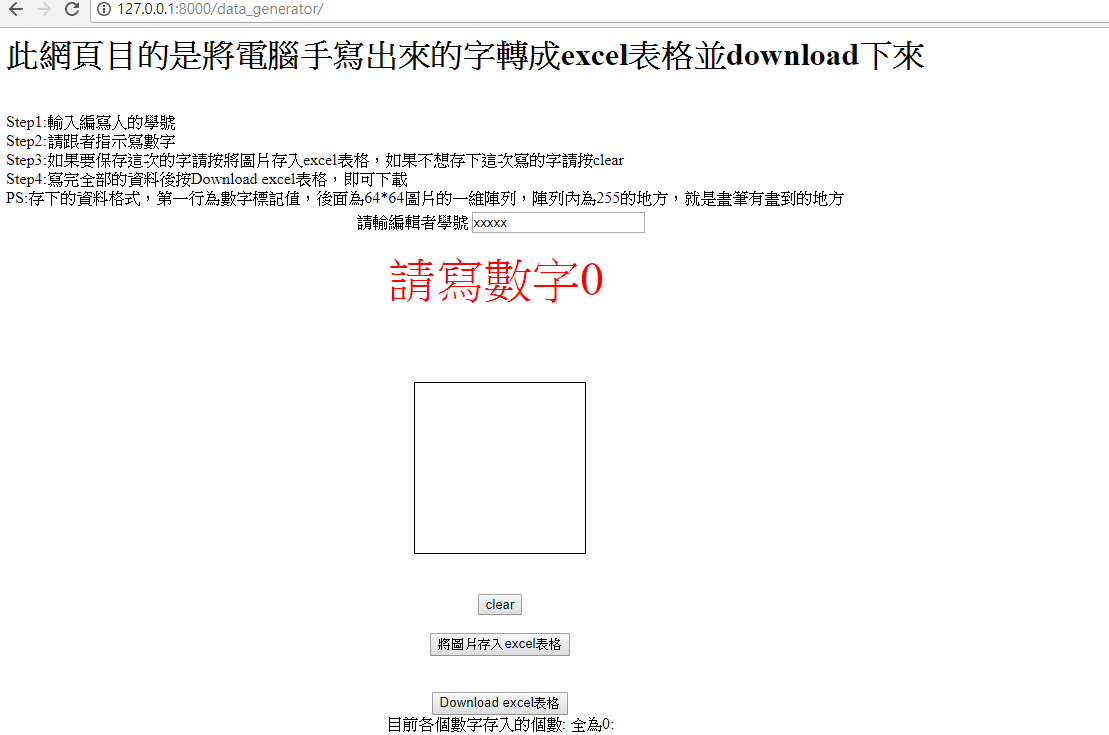 127.0.0.1:8000/data_generator/
此網頁目的是將電腦手寫出來的字轉成excel表格並download下來
Step1:輸入編寫人的學號
Step2:請跟者指示寫數字
Step3:如果要保存這次的字請按將圖片存入excel表格，如果不想存下這次寫的字請按clear
Step4:寫完全部的資料後按Download excel表格，即可下載
PS:存下的資料格式，第一行為數字標記值，後面為64*64圖片的一維陣列，陣列內為255的地方，就是畫筆有畫到的地方
請輸編輯者學號 xxxxx
請寫數字0
clear
將圖片存入excel表格
Download excel表格
目前各個數字存入的個數: 全為0: